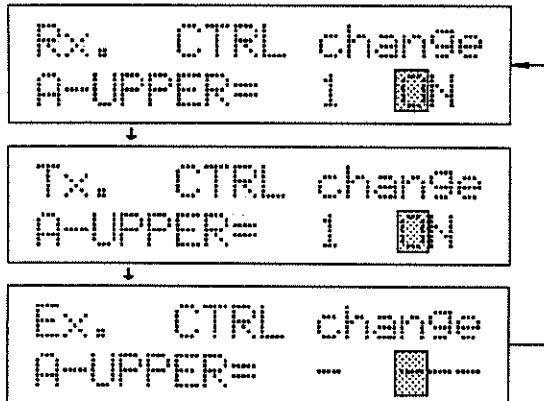 Rx. CTRL change
A-UPPER= 1 ON
Tx. CTRL change
A-UPPER= 1 ON
Ex. CTRL change
A-UPPER= - ---